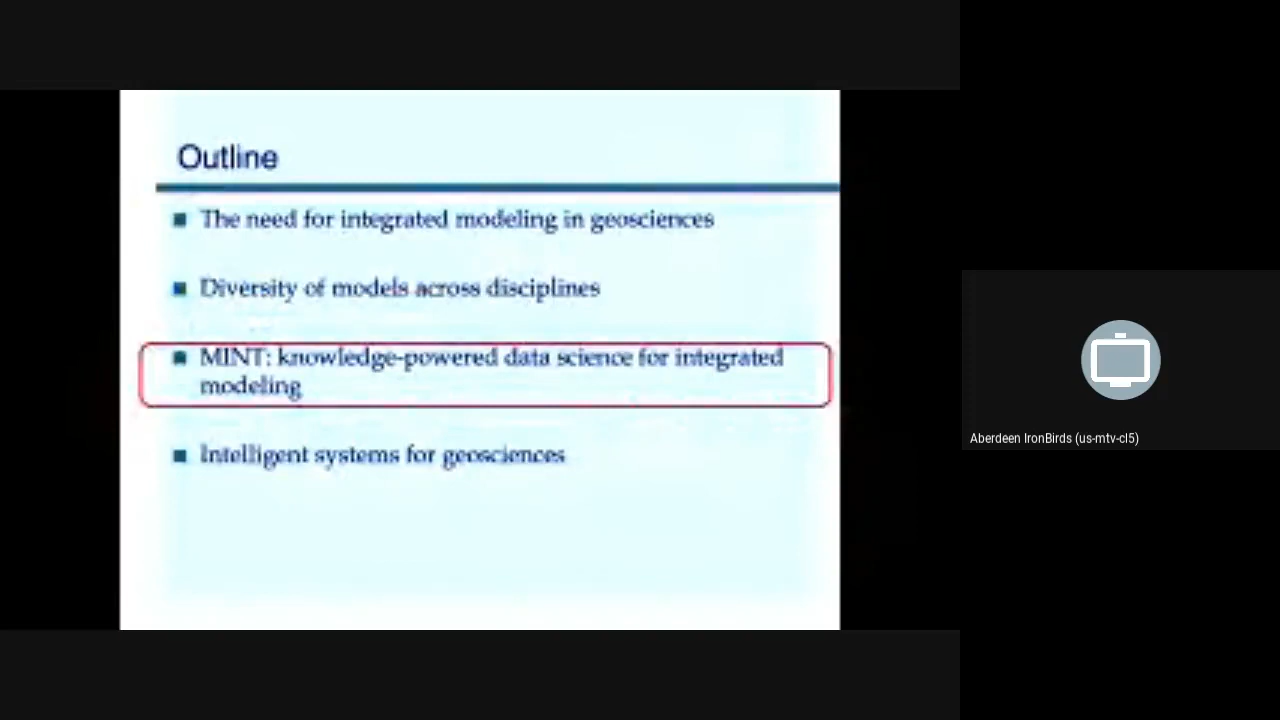 Outline
The need for integrated modeling in geosciences
Diversity of models across disciplines
MINT: knowledge-powered data science for integrated
modeling
Intelligent systems for geosciences
Aberdeen IronBirds (us-mtv-cl5)